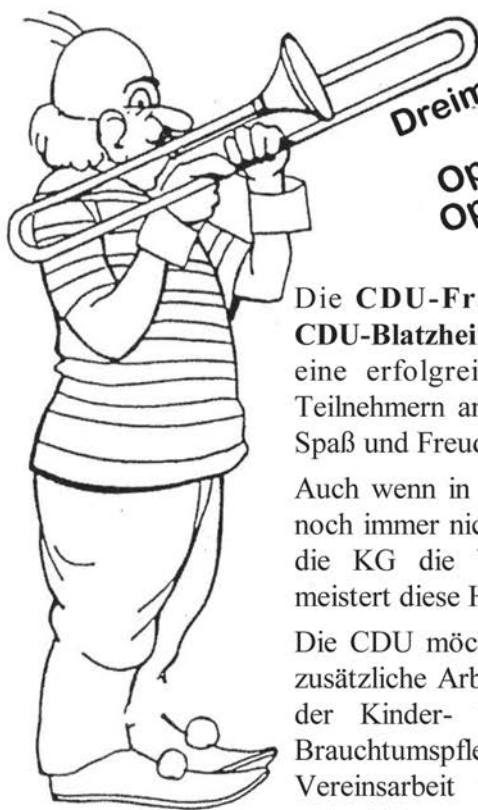 Dreim
Op
Op
Die CDU-Fr
CDU-Blatzhei
eine erfolgrei
Teilnehmern an
Spaß und Freud
Auch wenn in
noch immer nic
die KG die
meistert diese H
Die CDU möc
zusätzliche Arb
der Kinder-
Brauchtumspfle
Vereinsarbeit